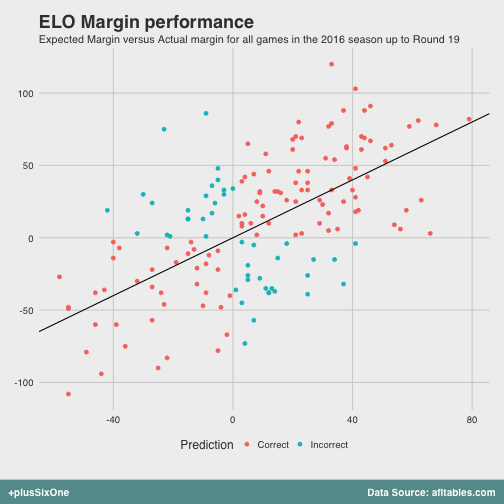 ELO Margin performance
Expected Margin versus Actual margin for all games in the 2016 season up to Round 19
100
50
0
-50
-100
-40
0
40
80
Prediction
Correct
Incorrect
+plusSixOne
Data Source: afltables.com